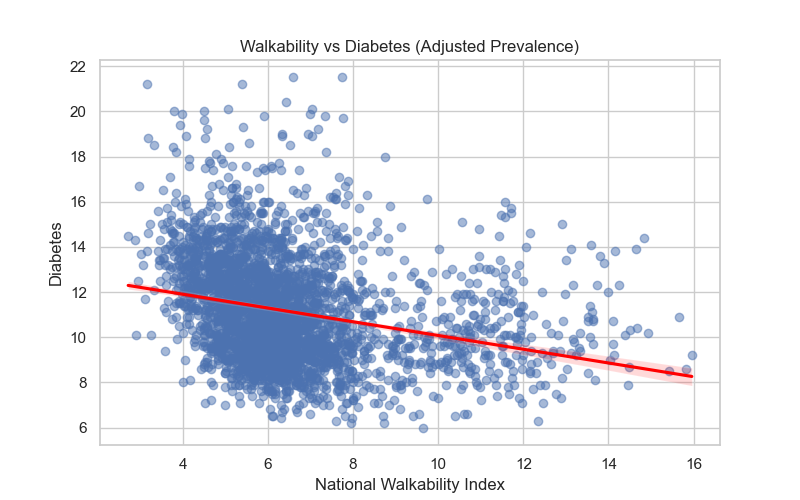 Walkability vs Diabetes (Adjusted Prevalence)
22
20
18
16
14
12
10
8
6
Diabetes
4 6 8 10 12 14 16
National Walkability Index